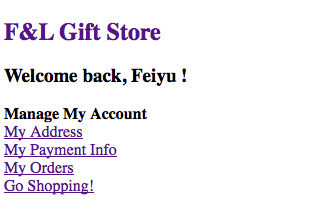 F&L Gift Store
Welcome back, Feiyu !
Manage My Account
My Address
My Payment Info
My Orders
Go Shopping!